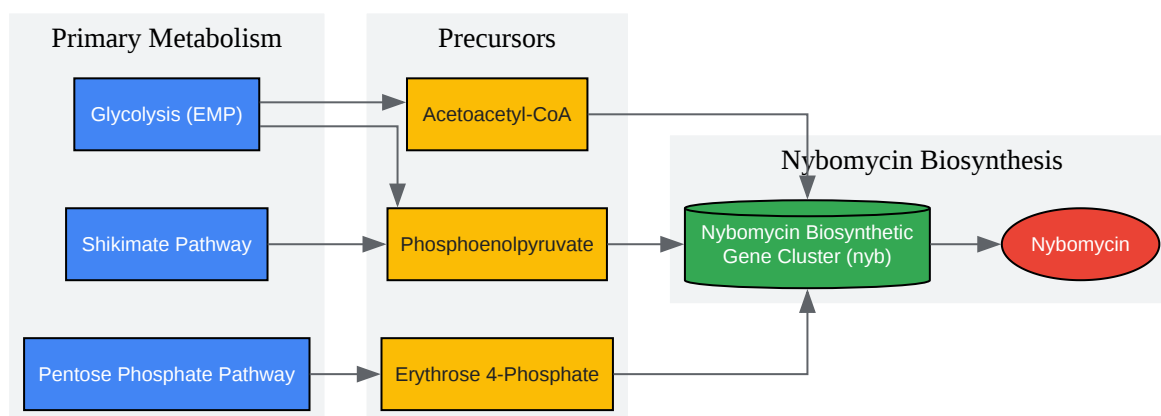 Primary Metabolism
Precursors
Glycolysis (EMP)
Acetoacetyl-CoA
Nybomycin Biosynthesis
Shikimate Pathway
Phosphoenolpyruvate
Nybomycin Biosynthetic
Gene Cluster (nyb)
Nybomycin
Pentose Phosphate Pathway
Erythrose 4-Phosphate